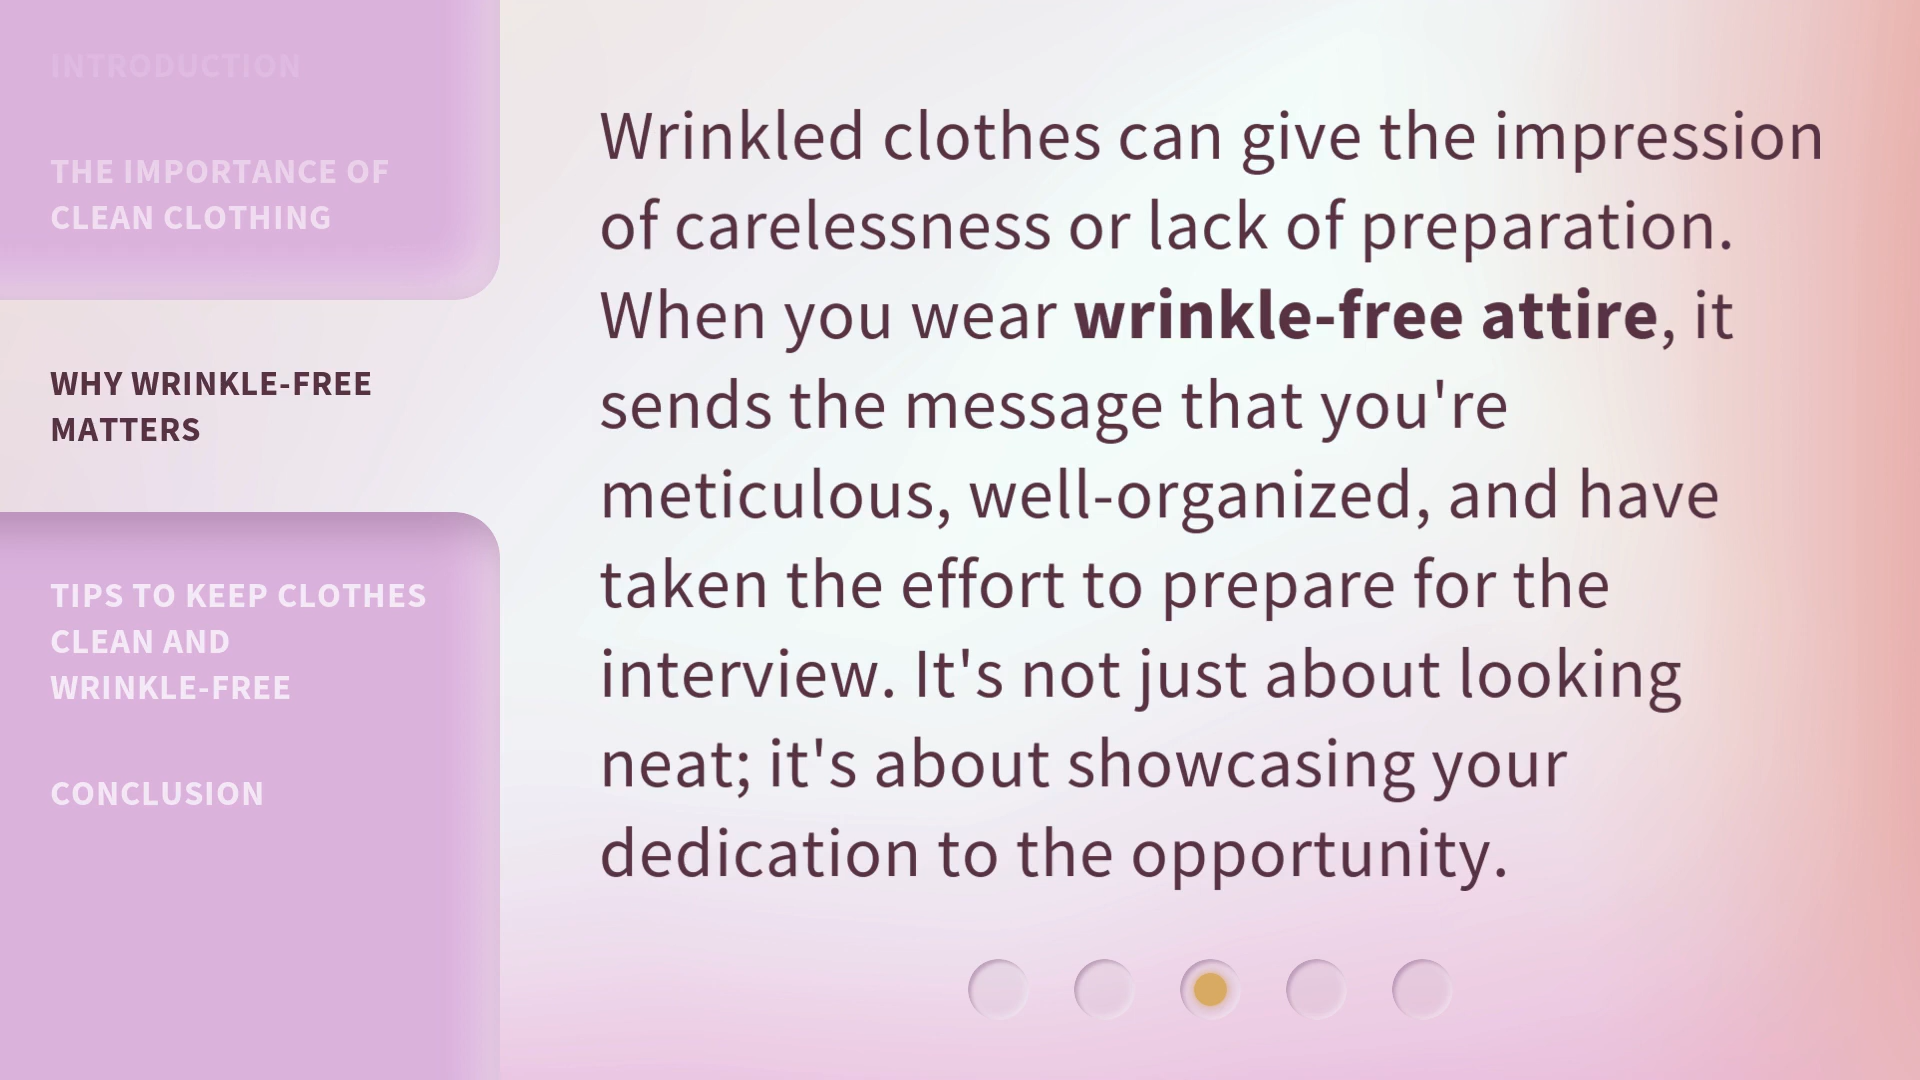 INTRODUCTION
THE IMPORTANCE OF
CLEAN CLOTHING
WHY WRINKLE-FREE
MATTERS
TIPS TO KEEP CLOTHES
CLEAN AND
WRINKLE-FREE
CONCLUSION
Wrinkled clothes can give the impression
of carelessness or lack of preparation.
When you wear wrinkle-free attire, it
sends the message that you're
meticulous, well-organized, and have
taken the effort to prepare for the
interview. It's not just about looking
neat; it's about showcasing your
dedication to the opportunity.